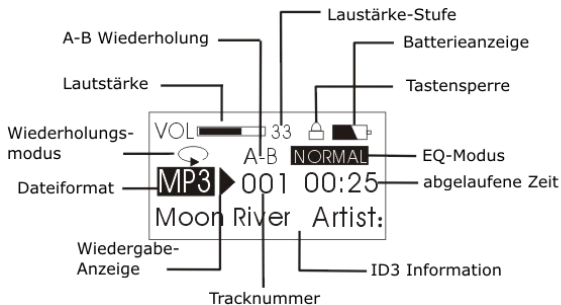 Laustärke-Stufe
A-B Wiederholung
Batterieanzeige
Lautstärke
Tastensperre
VOL 33
Wiederholungs-
modus
A-B NORMAL
EQ-Modus
Dateiformat
MP3 001 00:25
abgelaufene Zeit
Moon River Artist:
Wiedergabe-
Anzeige
ID3 Information
Tracknummer